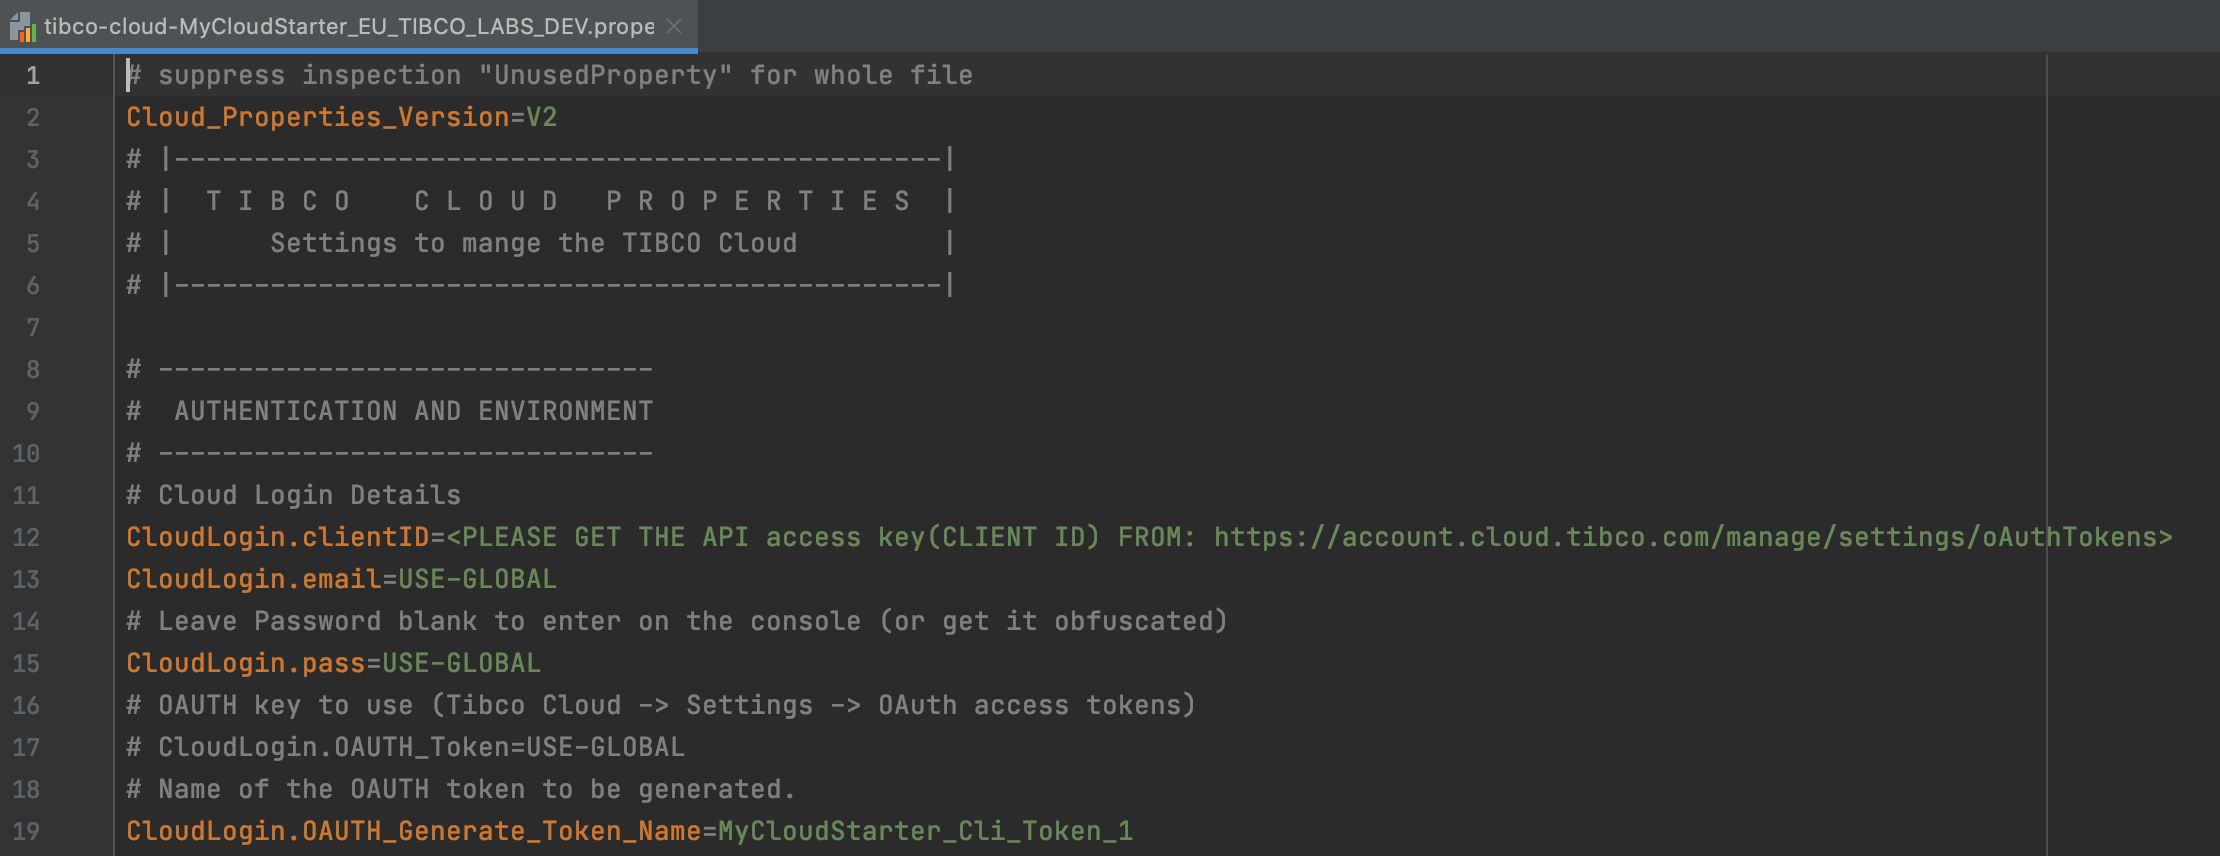 tibco-cloud-MyCloudStarter_EU_TIBCO_LABS_DEV.prope
1 # suppress inspection "UnusedProperty" for whole file
2 Cloud_Properties_Version=V2
3 # |------------------------------------------------|
4 # |  T I B C O    C L O U D   P R O P E R T I E S  |
5 # |      Settings to mange the TIBCO Cloud         |
6 # |------------------------------------------------|
7
8 # -------------------------------
9 #  AUTHENTICATION AND ENVIRONMENT
10 # -------------------------------
11 # Cloud Login Details
12 CloudLogin.clientID=<PLEASE GET THE API access key(CLIENT ID) FROM: https://account.cloud.tibco.com/manage/settings/oAuthTokens>
13 CloudLogin.email=USE-GLOBAL
14 # Leave Password blank to enter on the console (or get it obfuscated)
15 CloudLogin.pass=USE-GLOBAL
16 # OAUTH key to use (Tibco Cloud -> Settings -> OAuth access tokens)
17 # CloudLogin.OAUTH_Token=USE-GLOBAL
18 # Name of the OAUTH token to be generated.
19 CloudLogin.OAUTH_Generate_Token_Name=MyCloudStarter_Cli_Token_1